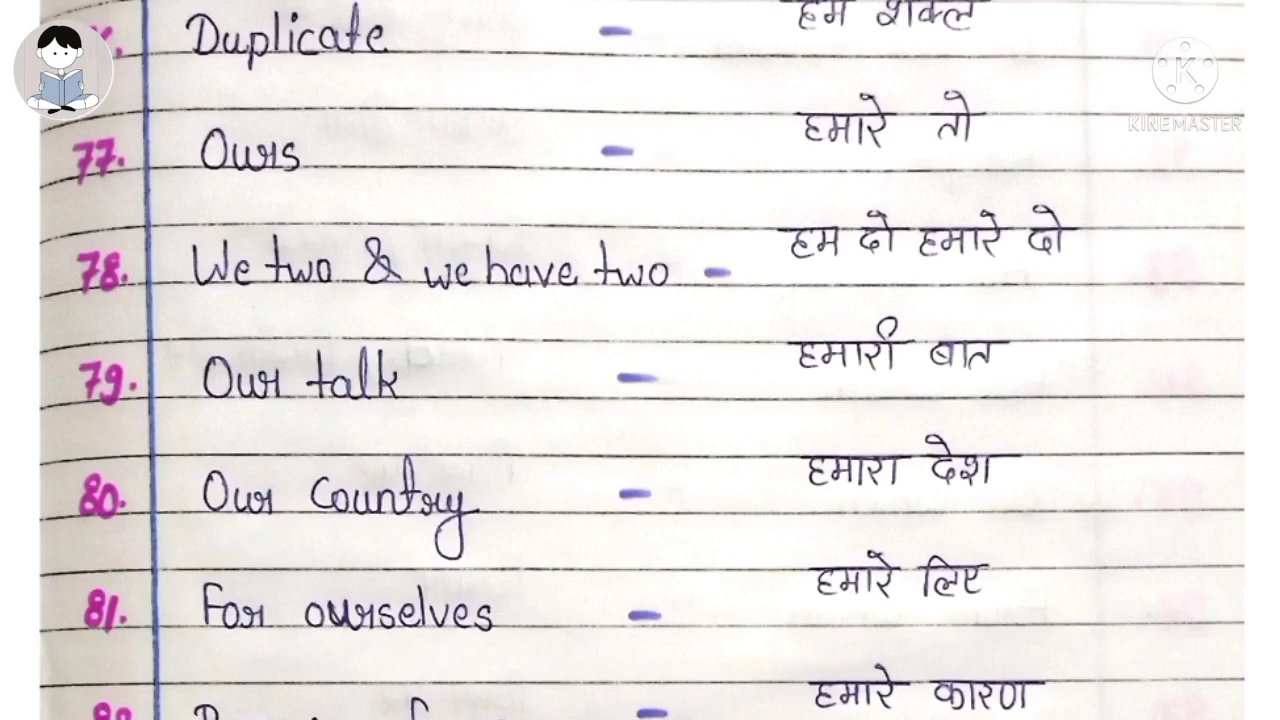 Duplicate - हम शक्ल
77. Ours - हमारे तो
78. We two & we have two - हम दो हमारे दो
79. Our talk - हमारी बात
80. Our Country - हमारा देश
81. For ourselves - हमारे लिए
- हमारे कारण
KINEMASTER